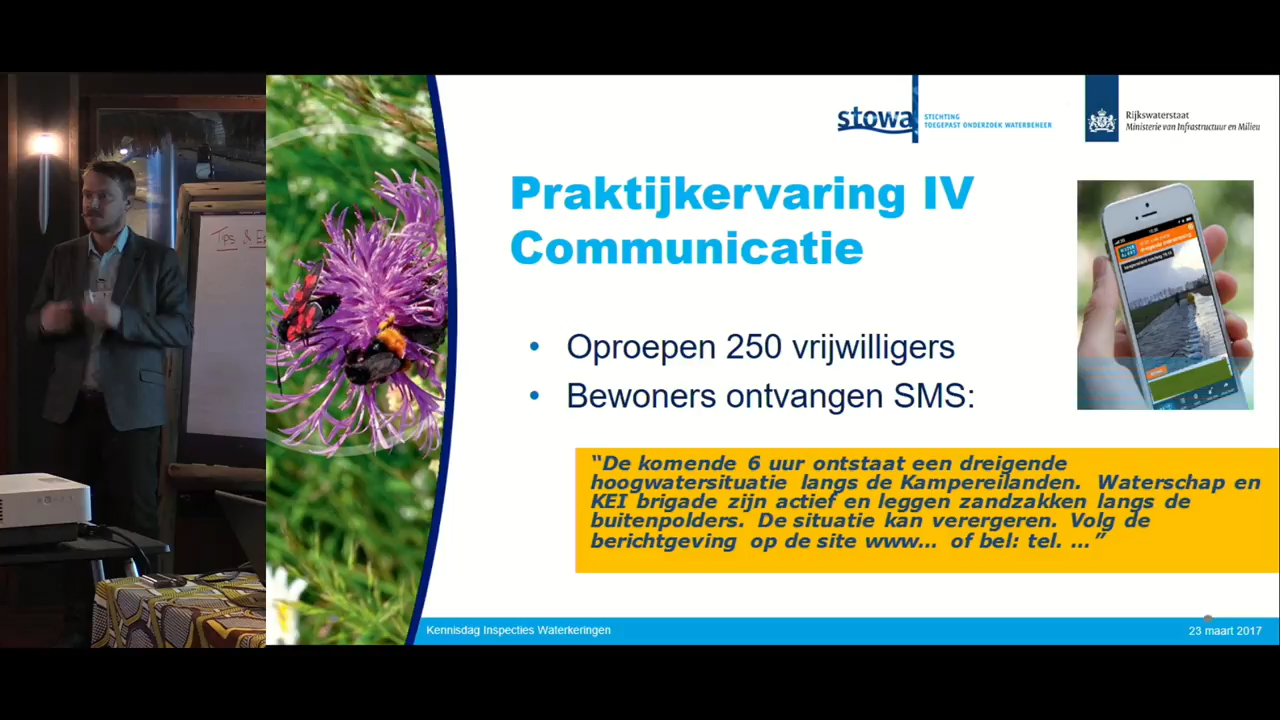 stowa
STICHTING
TOEGEPAST ONDERZOEK WATERBEHEER
Rijkswaterstaat
Ministerie van Infrastructuur en Milieu
Praktijkervaring IV
Communicatie
Tips &
• Oproepen 250 vrijwilligers
• Bewoners ontvangen SMS:
“De komende 6 uur ontstaat een dreigende
hoogwatersituatie langs de Kampereilanden. Waterschap en
KEI brigade zijn actief en leggen zandzakken langs de
buitenpolders. De situatie kan verergeren. Volg de
berichtgeving op de site www... of bel: tel. ...”
Kennisdag Inspecties Waterkeringen
23 maart 2017